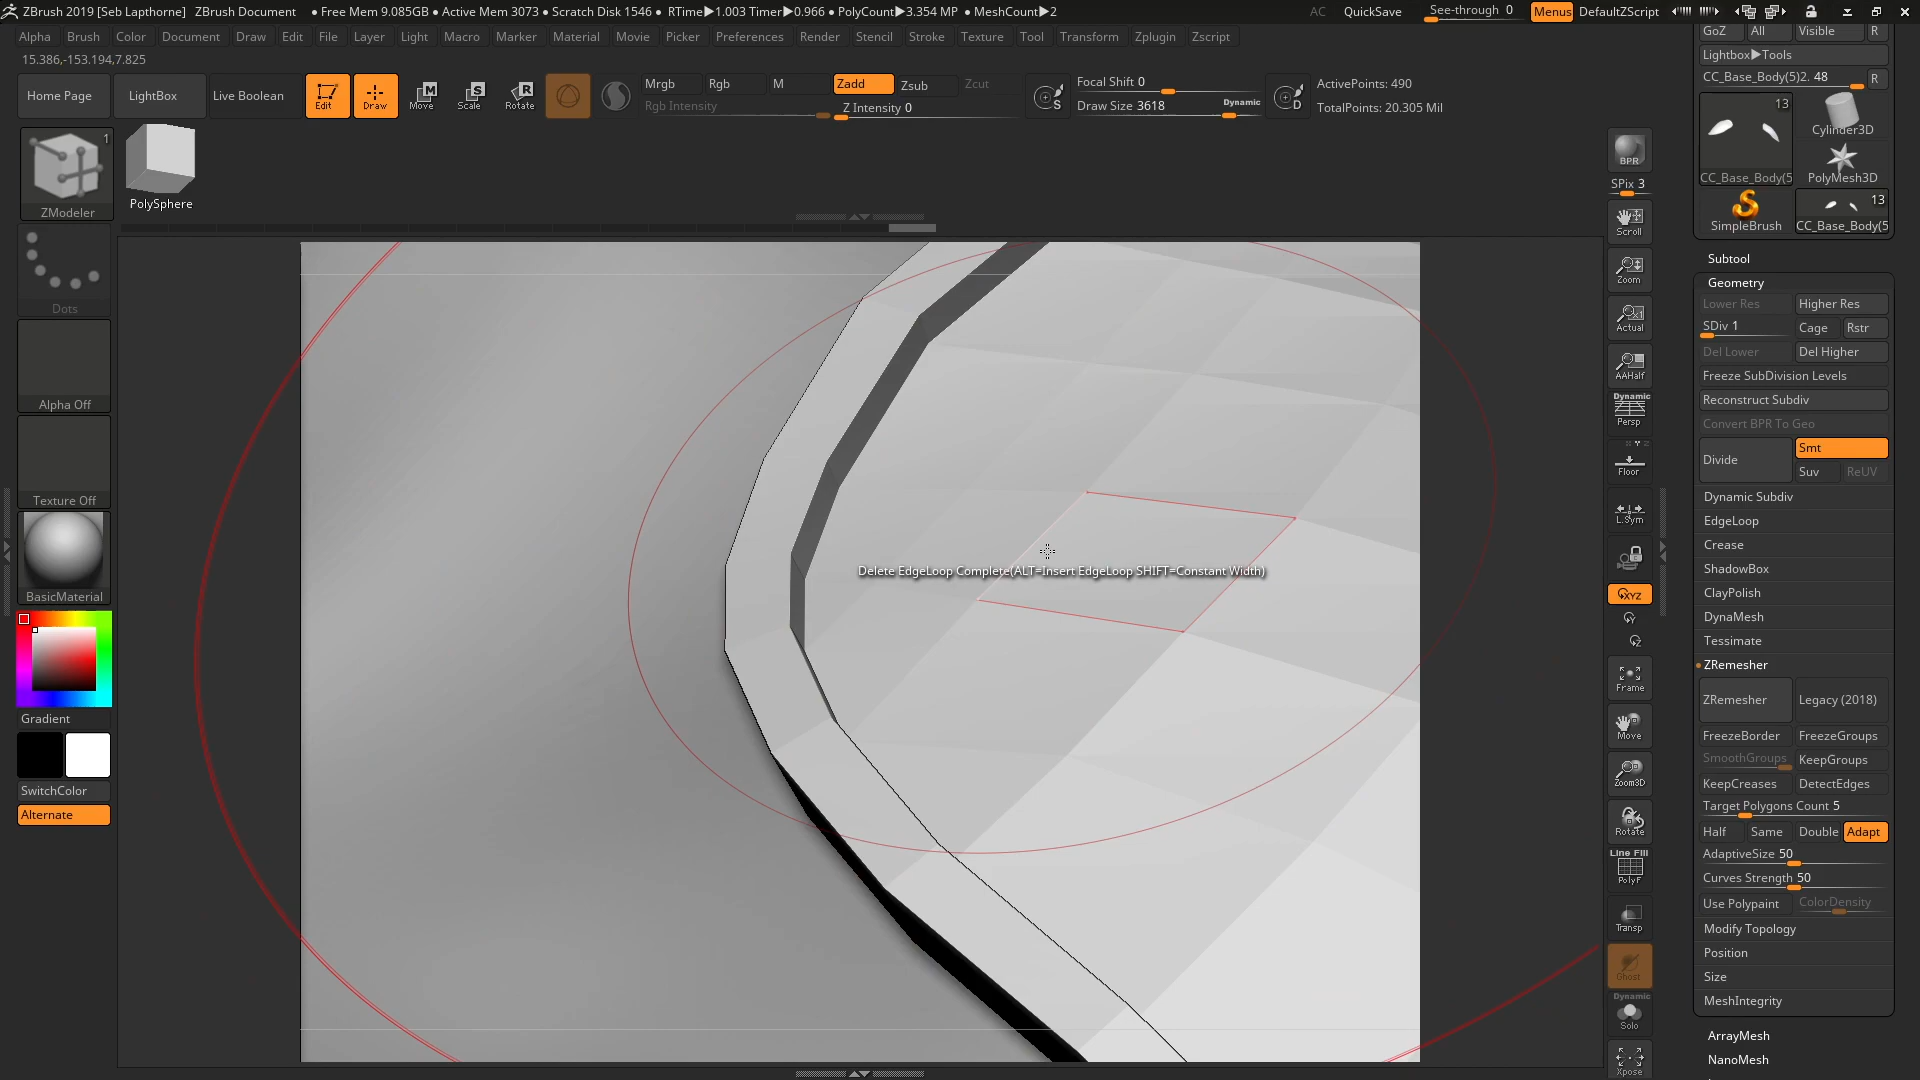 ZBrush 2019 [Seb Lapthorne] ZBrush Document • Free Mem 9.085GB • Active Mem 3073 • Scratch Disk 1546 • RTime▶1.003 Timer▶0.966 • PolyCount▶3.354 MP • MeshCount▶2 AC QuickSave See-through 0 Menus DefaultZScript
Alpha Brush Color Document Draw Edit File Layer Light Macro Marker Material Movie Picker Preferences Render Stencil Stroke Texture Tool Transform Zplugin Zscript
15.386,-153.194,7.825
Home Page LightBox Live Boolean Edit Draw Move Scale Rotate
Mrgb Rgb M Zadd Zsub Zcut
Rgb Intensity Z Intensity 0
Focal Shift 0
Draw Size 3618 Dynamic
ActivePoints: 490
TotalPoints: 20.305 Mil
S D
M S R
1
ZModeler
PolySphere
Dots
Alpha Off
Texture Off
BasicMaterial
Gradient
SwitchColor
Alternate
Delete EdgeLoop Complete(ALT=Insert EdgeLoop SHIFT=Constant Width)
BPR
SPix 3
Scroll
Zoom
Actual
AAHalf
Dynamic
Persp
Floor
L.Sym
XYZ
Y
Z
Frame
Move
Zoom3D
Rotate
Line Fill
PolyF
Transp
Ghost
Dynamic
Solo
Xpose
GoZ All Visible R
Lightbox▶Tools
CC_Base_Body(5)2. 48 R
13
Cylinder3D
CC_Base_Body(5 PolyMesh3D
13
SimpleBrush CC_Base_Body(5
Subtool
Geometry
Lower Res Higher Res
SDiv 1 Cage Rstr
Del Lower Del Higher
Freeze SubDivision Levels
Reconstruct Subdiv
Convert BPR To Geo
Divide Smt
Suv ReUV
Dynamic Subdiv
EdgeLoop
Crease
ShadowBox
ClayPolish
DynaMesh
Tessimate
ZRemesher
ZRemesher Legacy (2018)
FreezeBorder FreezeGroups
SmoothGroups KeepGroups
KeepCreases DetectEdges
Target Polygons Count 5
Half Same Double Adapt
AdaptiveSize 50
Curves Strength 50
Use Polypaint ColorDensity
Modify Topology
Position
Size
MeshIntegrity
ArrayMesh
NanoMesh